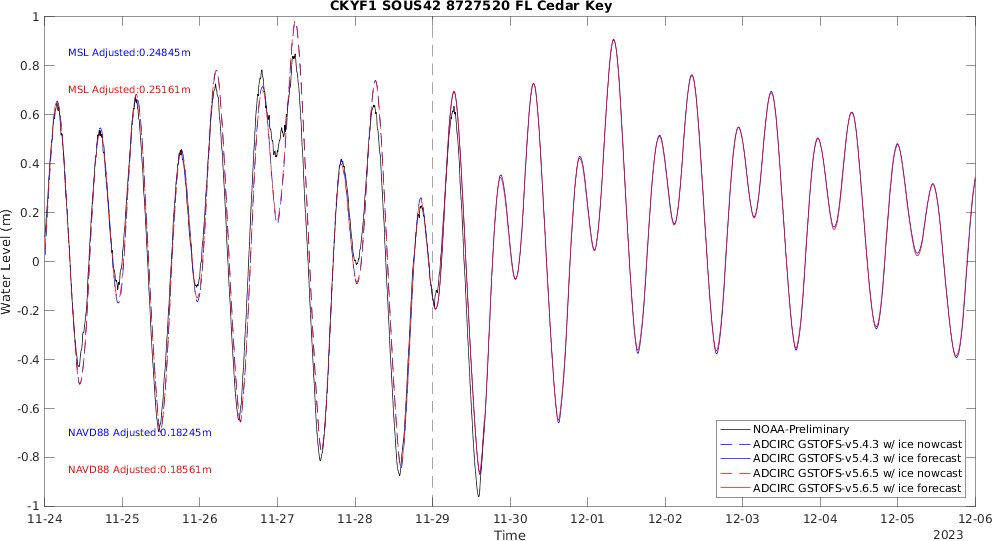 CKYF1 SOUS42 8727520 FL Cedar Key
1
0.8
0.6
0.4
0.2
0
-0.2
-0.4
-0.6
-0.8
-1
Water Level (m)
MSL Adjusted:0.24845m
MSL Adjusted:0.25161m
NAVD88 Adjusted:0.18245m
NAVD88 Adjusted:0.18561m
NOAA-Preliminary
ADCIRC GSTOFS-v5.4.3 w/ ice nowcast
ADCIRC GSTOFS-v5.4.3 w/ ice forecast
ADCIRC GSTOFS-v5.6.5 w/ ice nowcast
ADCIRC GSTOFS-v5.6.5 w/ ice forecast
11-24 11-25 11-26 11-27 11-28 11-29 11-30 12-01 12-02 12-03 12-04 12-05 12-06
Time
2023